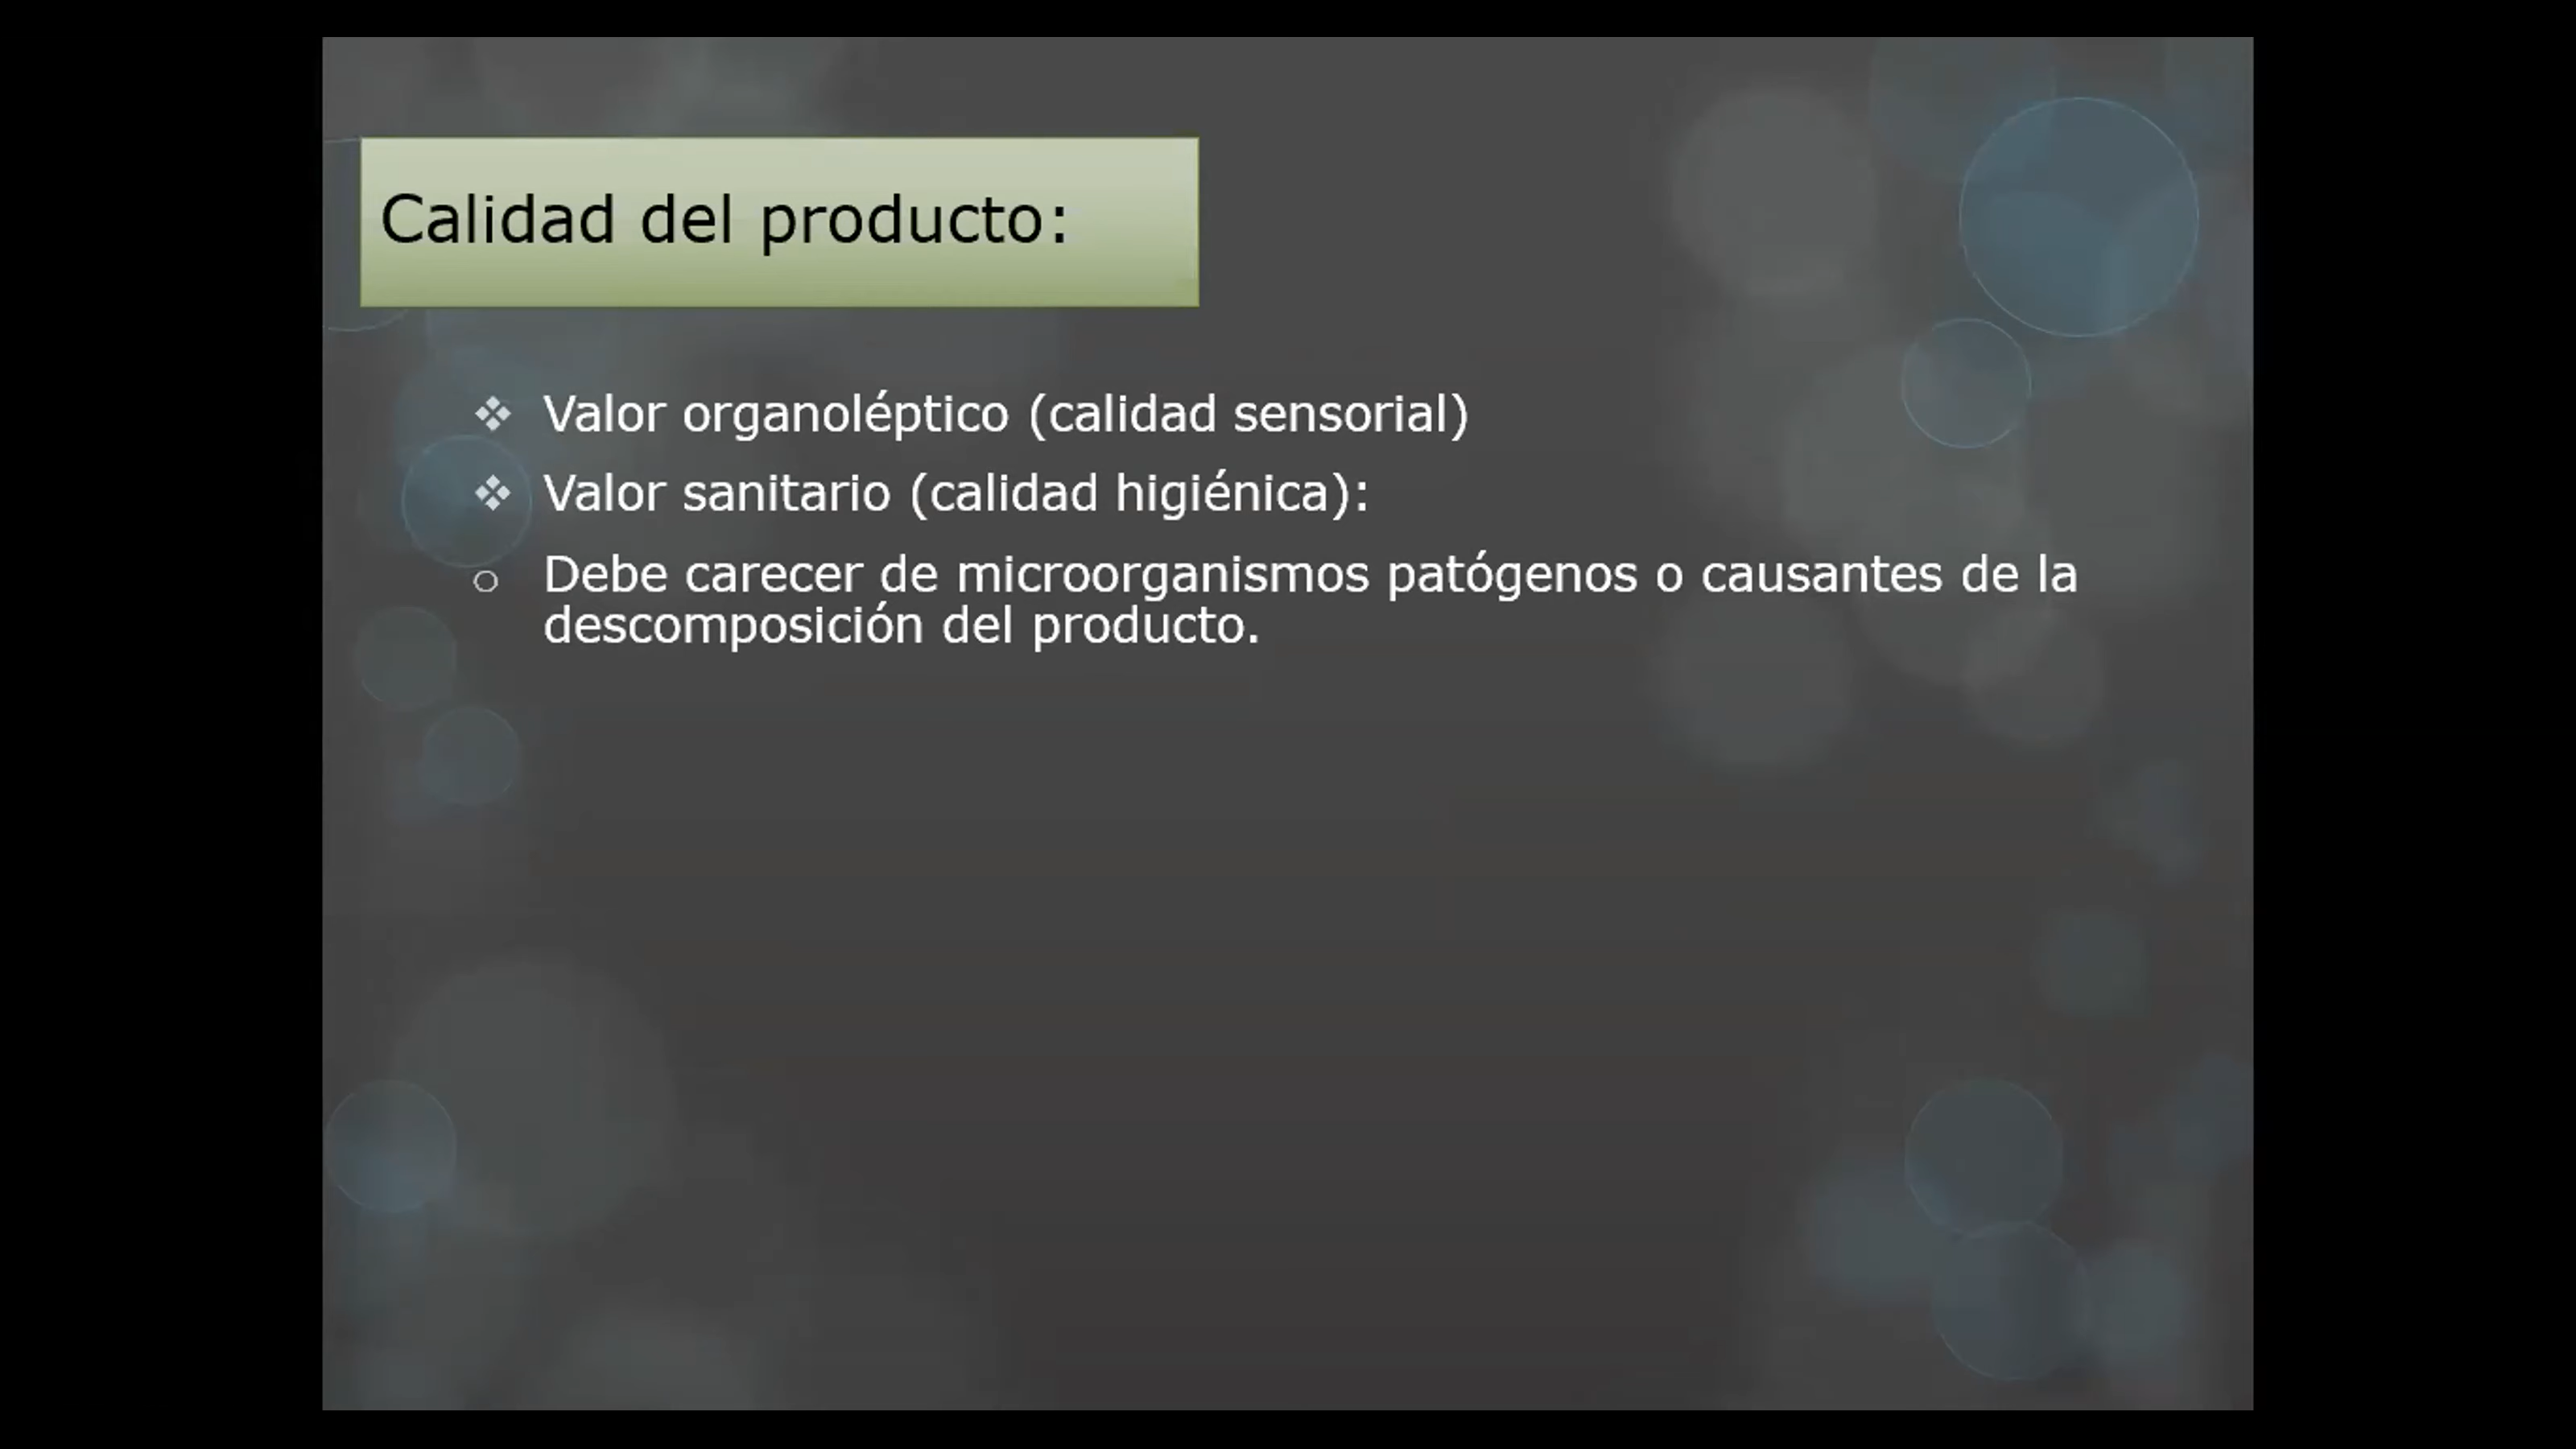 Calidad del producto:
❖ Valor organoléptico (calidad sensorial)
❖ Valor sanitario (calidad higiénica):
○ Debe carecer de microorganismos patógenos o causantes de la
descomposición del producto.